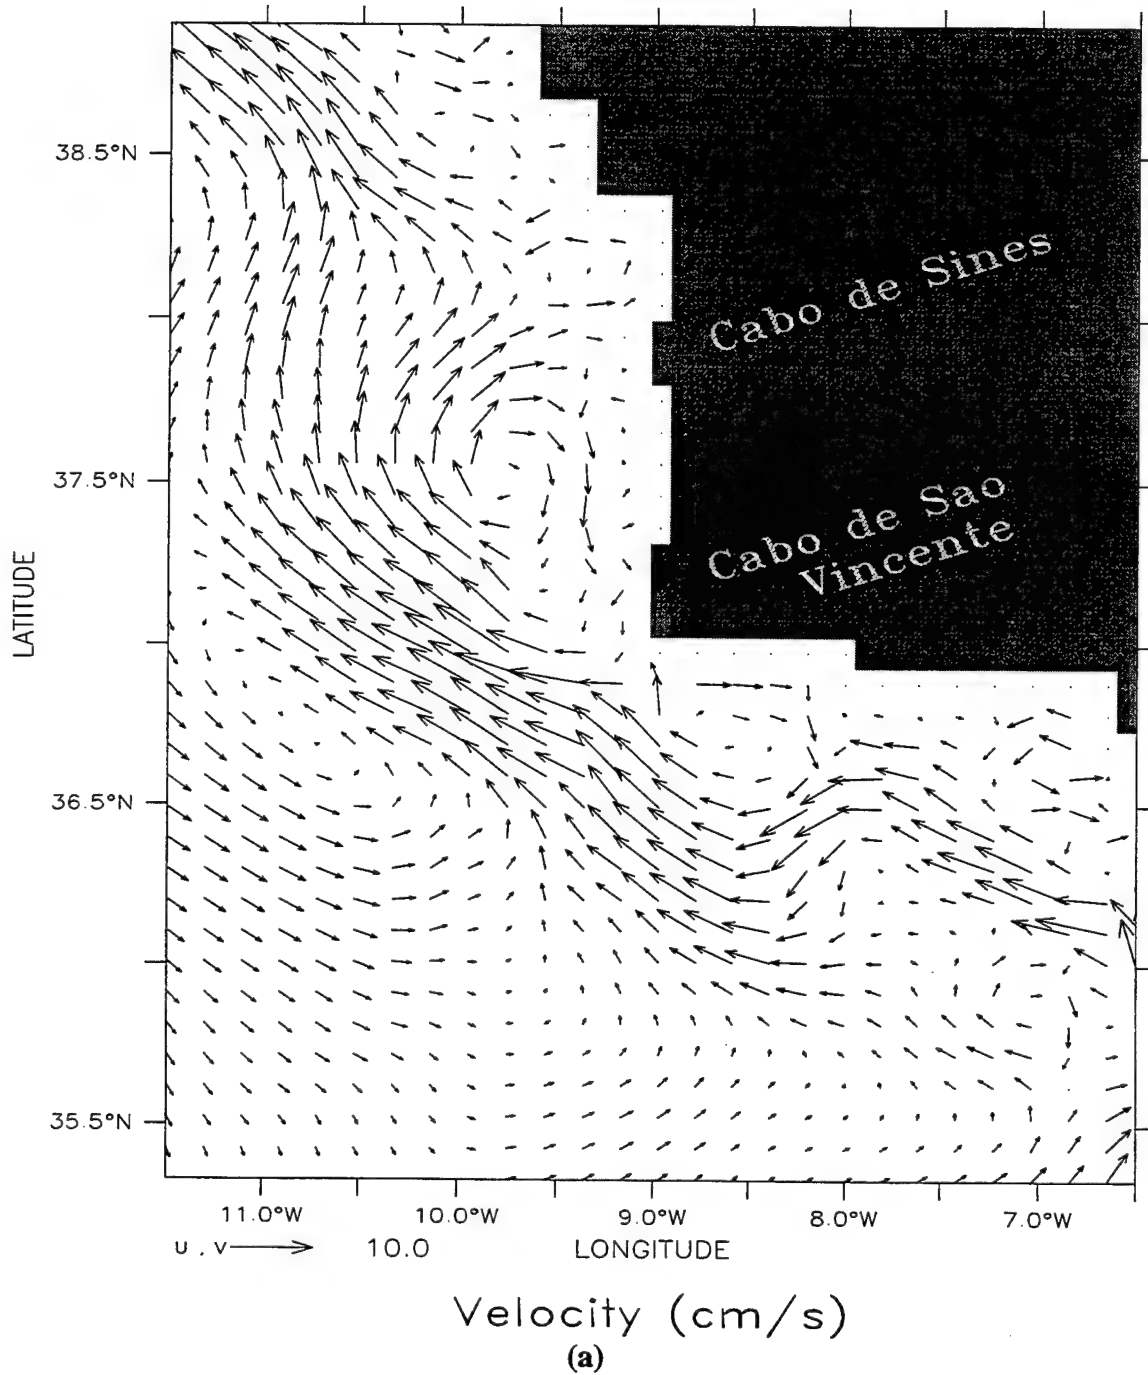 38.5°N
Cabo de Sines
37.5°N
Cabo de Sao
Vincente
LATITUDE
36.5°N
35.5°N
11.0°W 10.0°W 9.0°W 8.0°W 7.0°W
u , v 10.0 LONGITUDE
Velocity (cm/s)
(a)